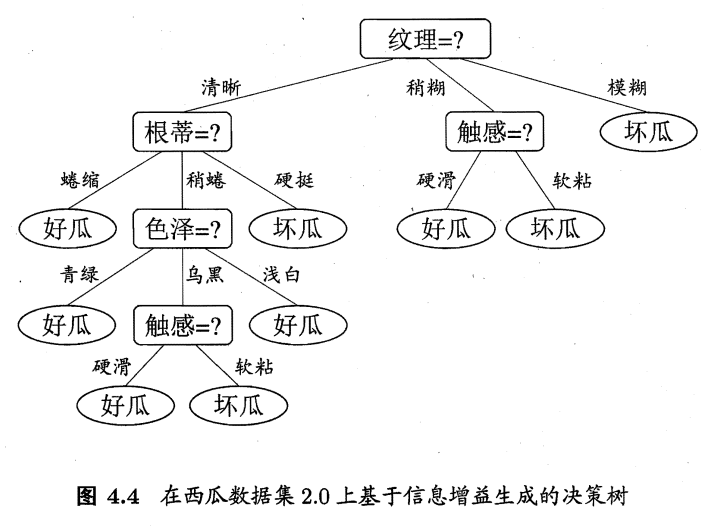 纹理=?
清晰 稍糊 模糊
根蒂=? 触感=? 坏瓜
蜷缩 稍蜷 硬挺 硬滑 软粘
好瓜 色泽=? 坏瓜 好瓜 坏瓜
青绿 乌黑 浅白
好瓜 触感=? 好瓜
硬滑 软粘
好瓜 坏瓜
图 4.4 在西瓜数据集 2.0 上基于信息增益生成的决策树